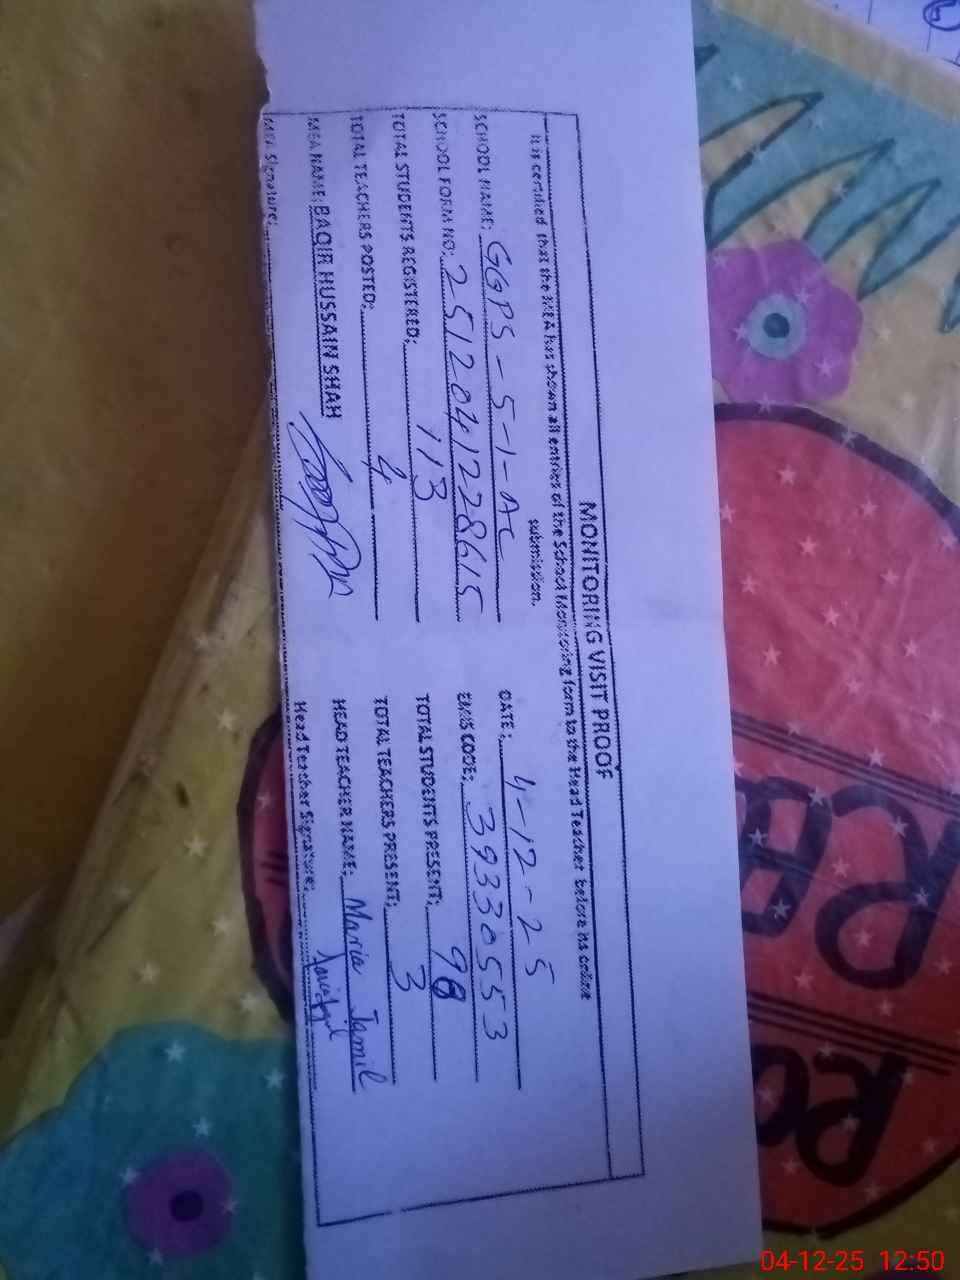 MONITORING VISIT PROOF
It is certified that the MEA has shown all entries of the School Monitoring form to the Head Teacher before its online
submission.
SCHOOL NAME: GGPS-5-1-AC DATE: 4-12-25
SCHOOL FORM NO: 2512041228615 EMIS CODE: 39330553
TOTAL STUDENTS REGISTERED: 113 TOTAL STUDENTS PRESENT: 98
TOTAL TEACHERS POSTED: 4 TOTAL TEACHERS PRESENT: 3
MEA NAME: BAQIR HUSSAIN SHAH HEAD TEACHER NAME: Maria Jamil
MEA Signature: Head Teacher Signature:
04-12-25 12:50